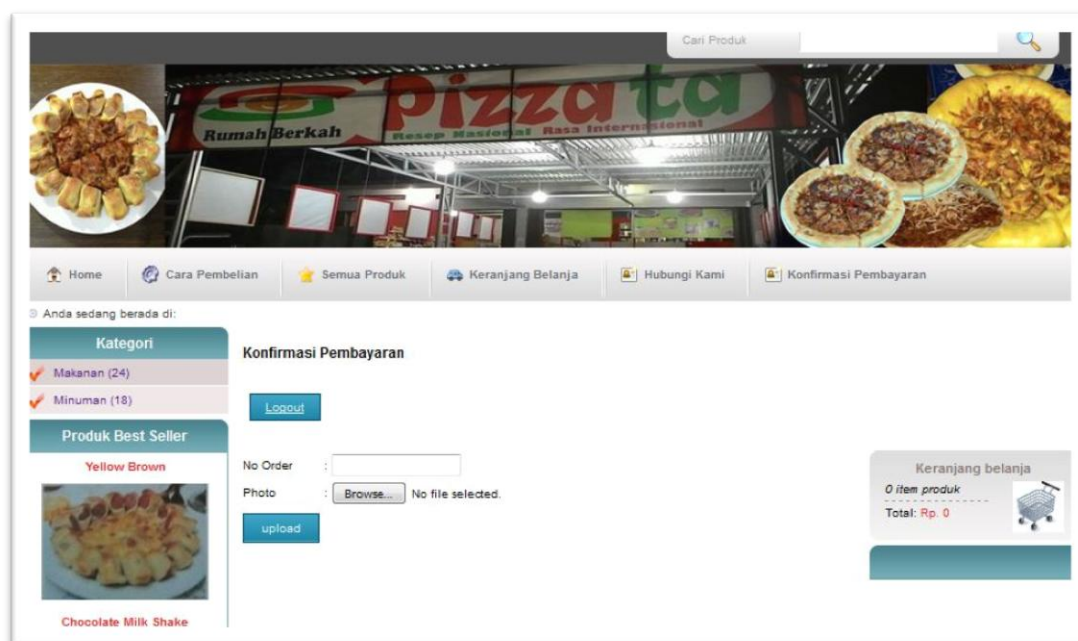 Cari Produk
Pizza ta
Rumah Berkah
Resep Nasional Rasa Internasional
Home
Cara Pembelian
Semua Produk
Keranjang Belanja
Hubungi Kami
Konfirmasi Pembayaran
Anda sedang berada di:
Kategori
Makanan (24)
Minuman (18)
Produk Best Seller
Yellow Brown
Chocolate Milk Shake
Konfirmasi Pembayaran
Logout
No Order :
Photo : Browse... No file selected.
upload
Keranjang belanja
0 item produk
Total: Rp. 0